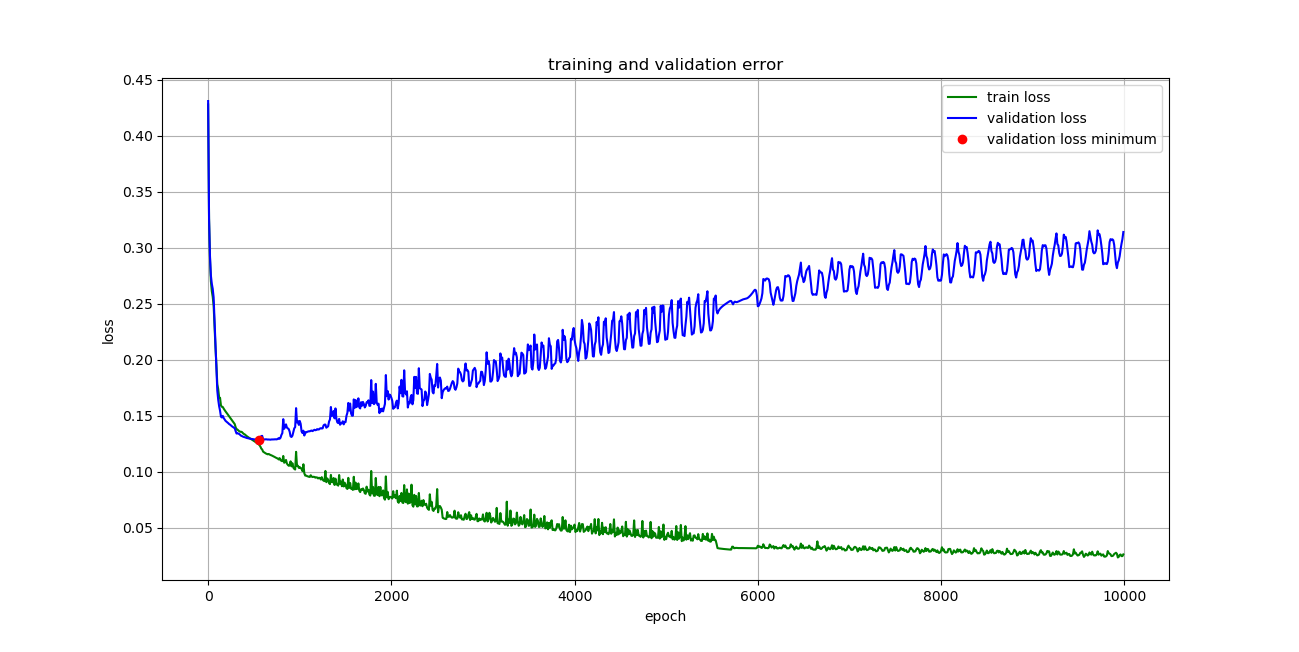 training and validation error
train loss
validation loss
validation loss minimum
0.45
0.40
0.35
0.30
0.25
0.20
0.15
0.10
0.05
loss
0 2000 4000 6000 8000 10000
epoch